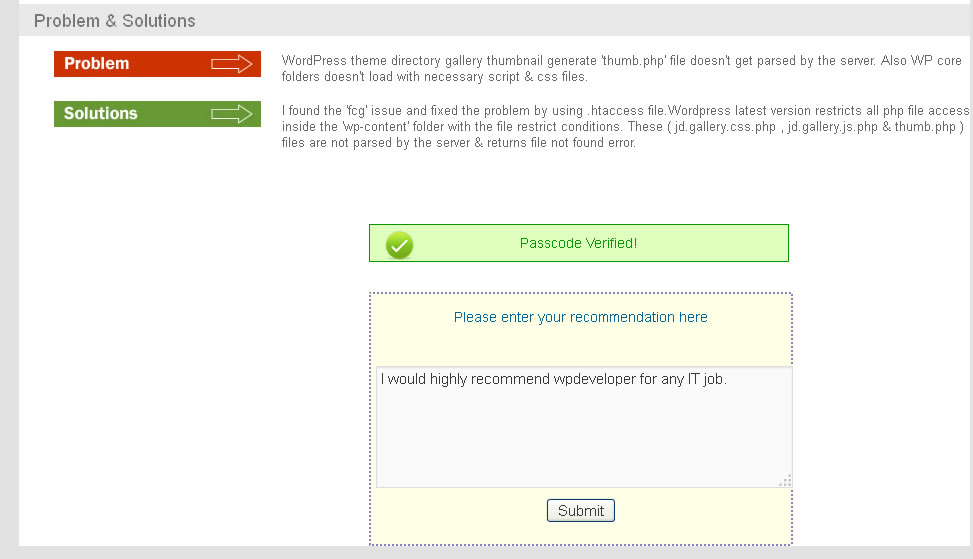 Problem & Solutions
Problem
WordPress theme directory gallery thumbnail generate 'thumb.php' file doesn't get parsed by the server. Also WP core
folders doesn't load with necessary script & css files.
Solutions
I found the 'fcg' issue and fixed the problem by using .htaccess file.Wordpress latest version restricts all php file access
inside the 'wp-content' folder with the file restrict conditions. These ( jd.gallery.css.php , jd.gallery.js.php & thumb.php )
files are not parsed by the server & returns file not found error.
Passcode Verified!
Please enter your recommendation here
I would highly recommend wpdeveloper for any IT job.
Submit